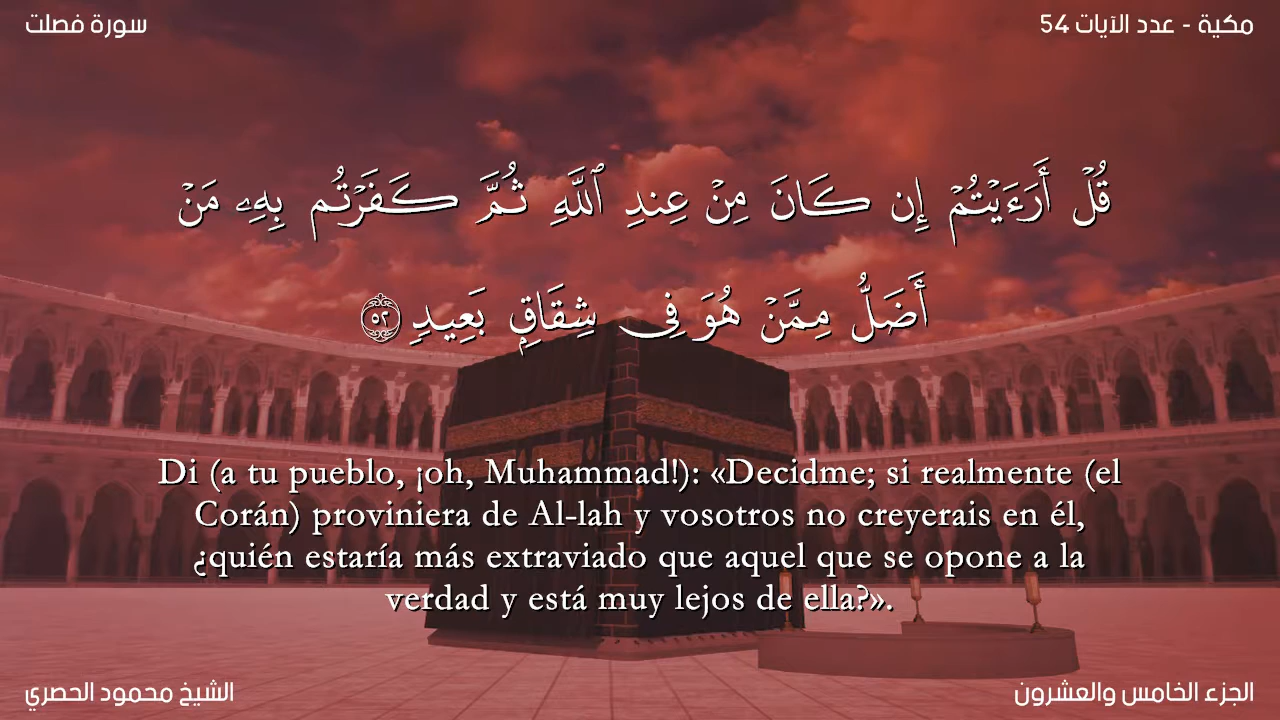 سورة فصلت
مكية - عدد الآيات 54
قُلْ أَرَءَيْتُمْ إِن كَانَ مِنْ عِندِ ٱللَّهِ ثُمَّ كَفَرْتُم بِهِۦ مَنْ
أَضَلُّ مِمَّنْ هُوَ فِى شِقَاقٍۭ بَعِيدٍ ٥٢
Di (a tu pueblo, ¡oh, Muhammad!): «Decidme; si realmente (el
Corán) proviniera de Al-lah y vosotros no creyerais en él,
¿quién estaría más extraviado que aquel que se opone a la
verdad y está muy lejos de ella?».
الشيخ محمود الحصري
الجزء الخامس والعشرون